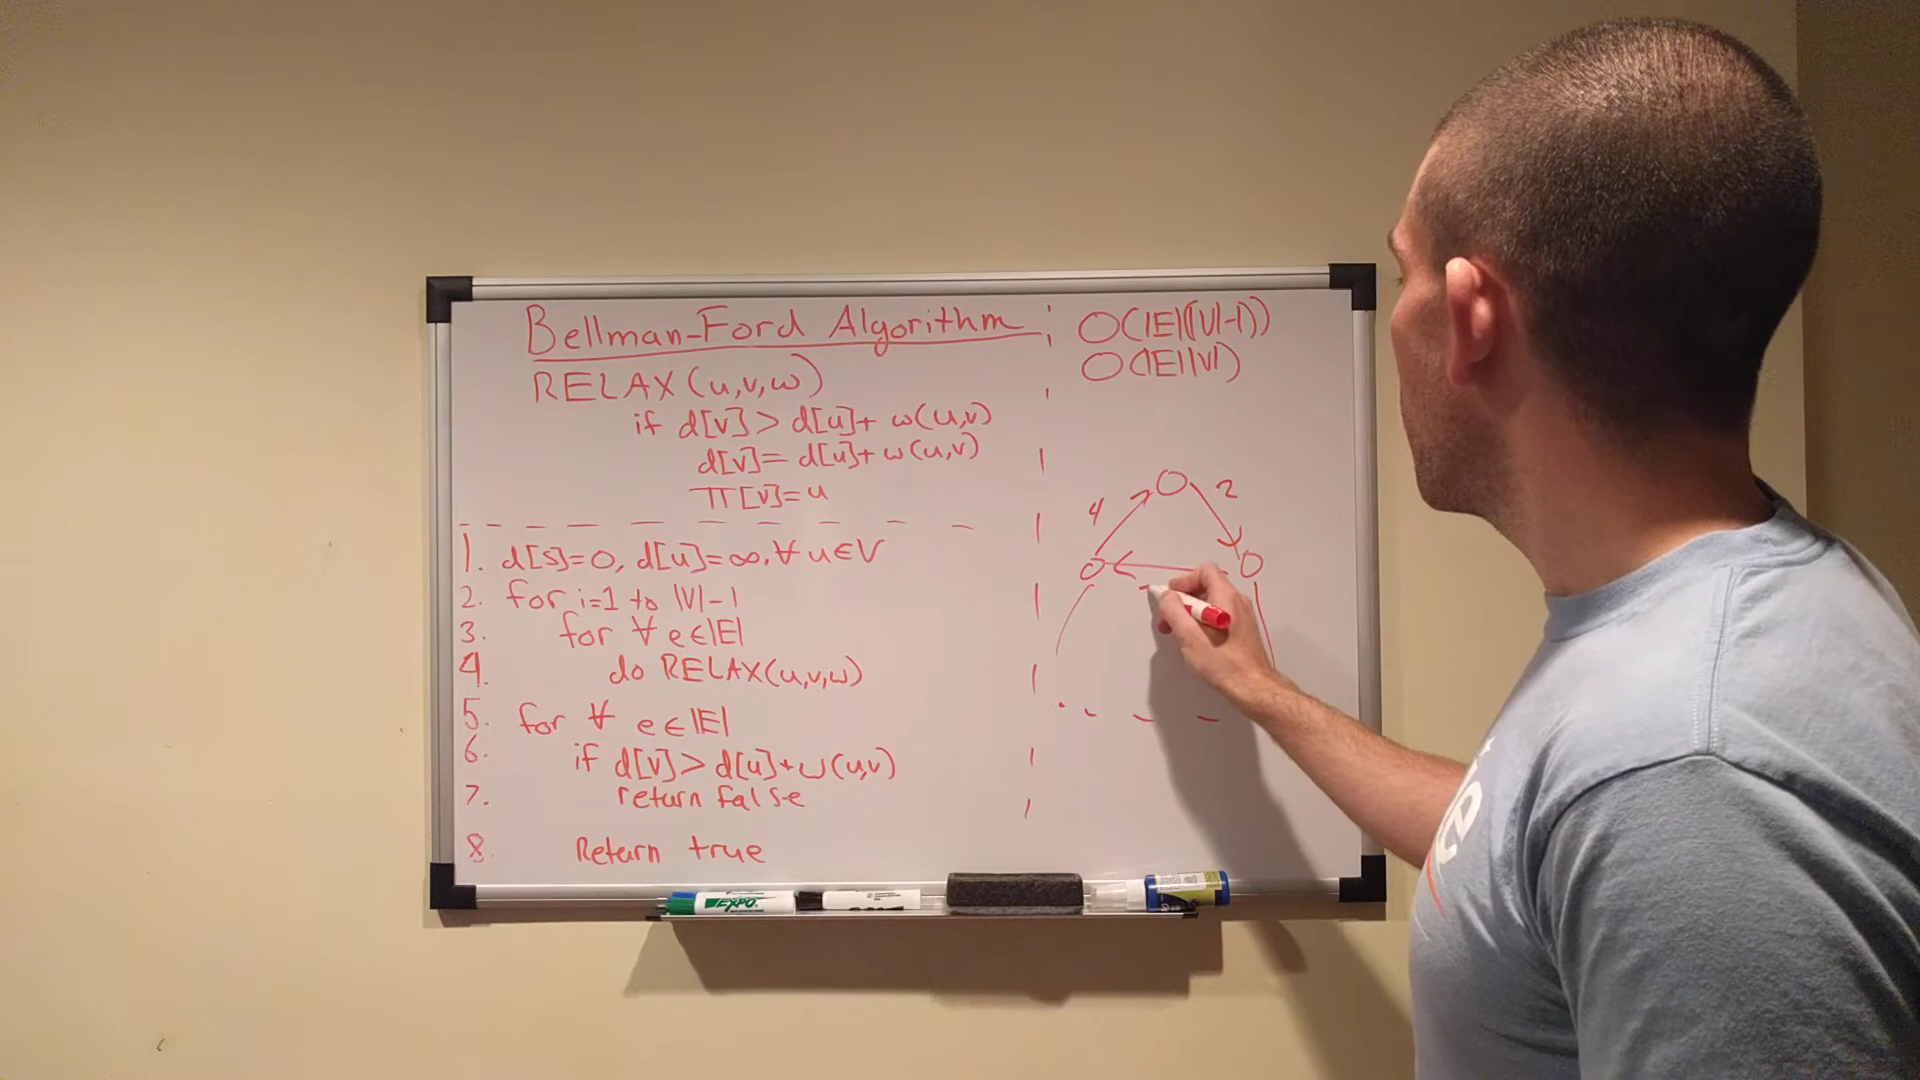 Bellman-Ford Algorithm
RELAX(u,v,w)
if d[v] > d[u]+ w(u,v)
d[v]= d[u]+ w(u,v)
π[v]=u
1. d[s]=0, d[u]=∞, ∀ u∈V
2. for i=1 to |V|-1
3. for ∀ e∈|E|
4. do RELAX(u,v,w)
5. for ∀ e∈|E|
6. if d[v]> d[u]+w(u,v)
7. return false
8. Return true
O(|E|(|V|-1))
O(|E||V|)
4 2
EXPO